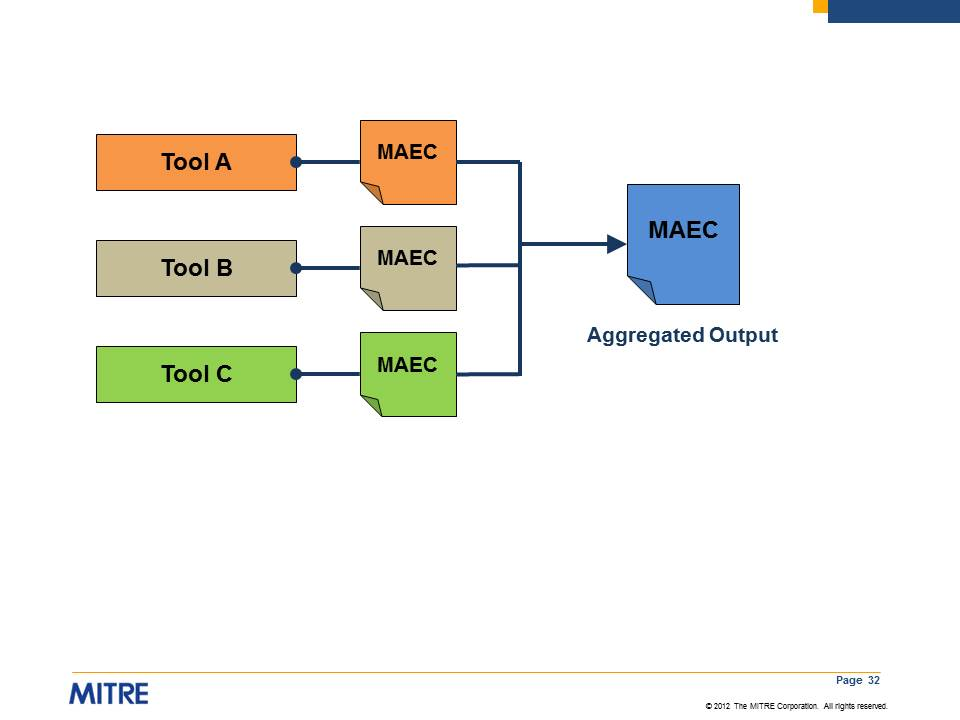 Tool A
MAEC
Tool B
MAEC
Tool C
MAEC
MAEC
Aggregated Output
Page 32
MITRE
© 2012 The MITRE Corporation. All rights reserved.